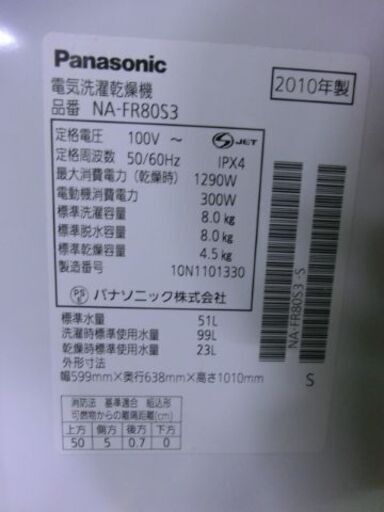 Panasonic
2010年製
電気洗濯乾燥機
品番 NA-FR80S3
定格電圧 100V ~
S JET
定格周波数 50/60Hz IPX4
最大消費電力(乾燥時) 1290W
電動機消費電力 300W
標準洗濯容量 8.0kg
標準脱水容量 8.0kg
標準乾燥容量 4.5kg
製造番号 10N1101330
PS E パナソニック株式会社
標準水量 51L
洗濯時標準使用水量 99L
乾燥時標準使用水量 23L
外形寸法
幅599mm×奥行638mm×高さ1010mm
NA-FR80S3 -S
S
消防法 基準適合 組込形
可燃物からの離隔距離(cm)
上方 側方 後方 下方
50 5 0.7 0